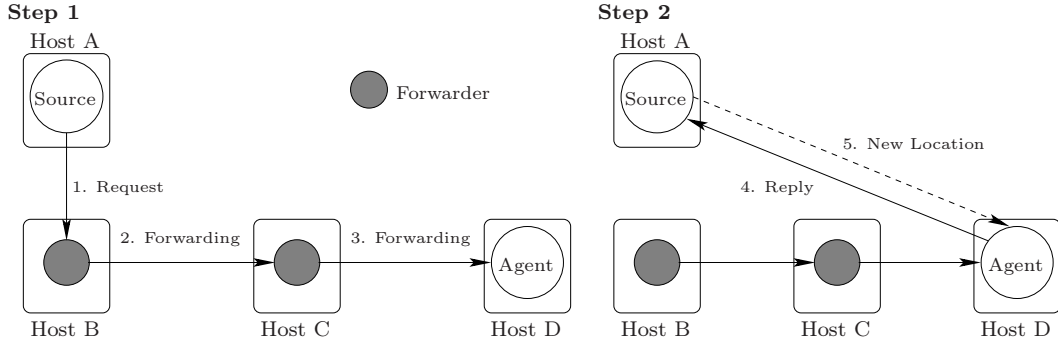 Step 1
Host A
Source
Forwarder
1. Request
2. Forwarding
3. Forwarding
Agent
Host B
Host C
Host D
Step 2
Host A
Source
5. New Location
4. Reply
Agent
Host B
Host C
Host D